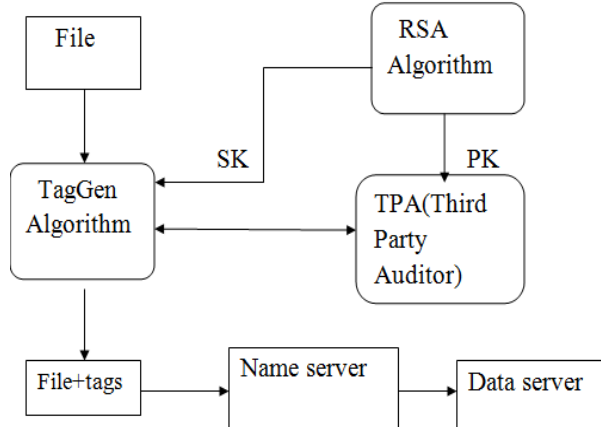 File
RSA
Algorithm
SK
PK
TagGen
Algorithm
TPA(Third
Party
Auditor)
File+tags
Name server
Data server